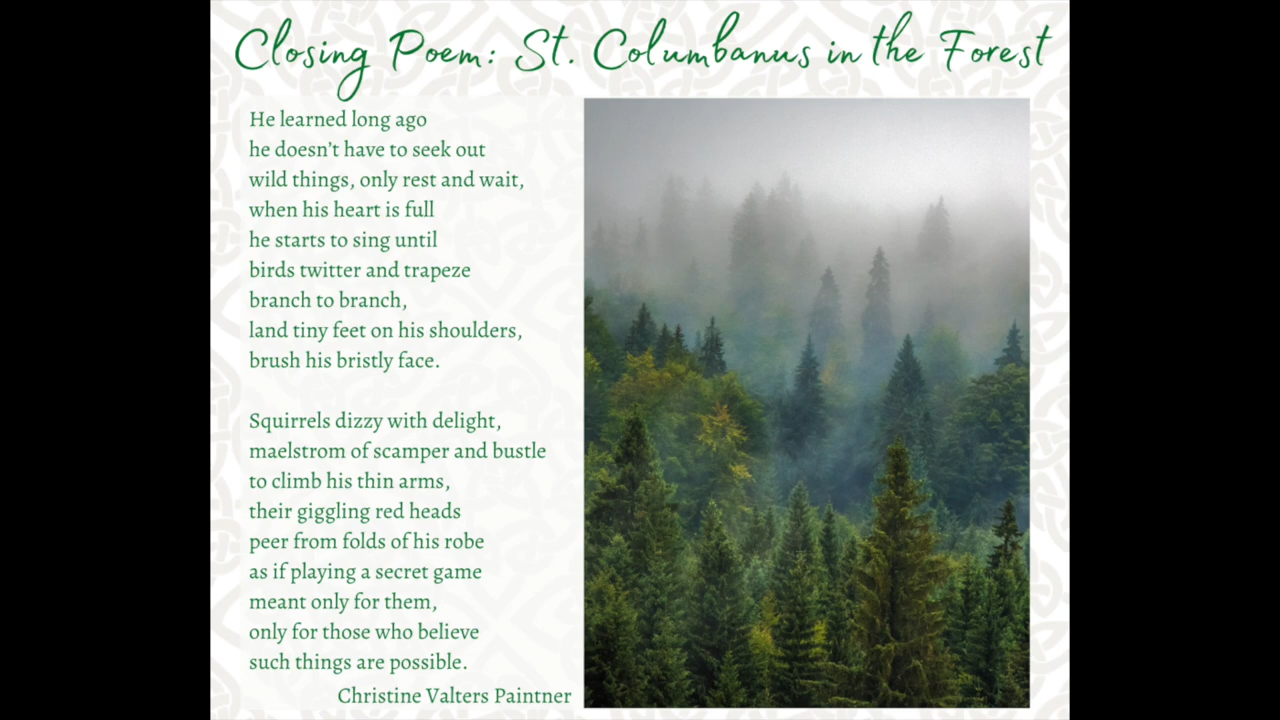 Closing Poem: St. Columbanus in the Forest
He learned long ago
he doesn’t have to seek out
wild things, only rest and wait,
when his heart is full
he starts to sing until
birds twitter and trapeze
branch to branch,
land tiny feet on his shoulders,
brush his bristly face.

Squirrels dizzy with delight,
maelstrom of scamper and bustle
to climb his thin arms,
their giggling red heads
peer from folds of his robe
as if playing a secret game
meant only for them,
only for those who believe
such things are possible.
Christine Valters Paintner